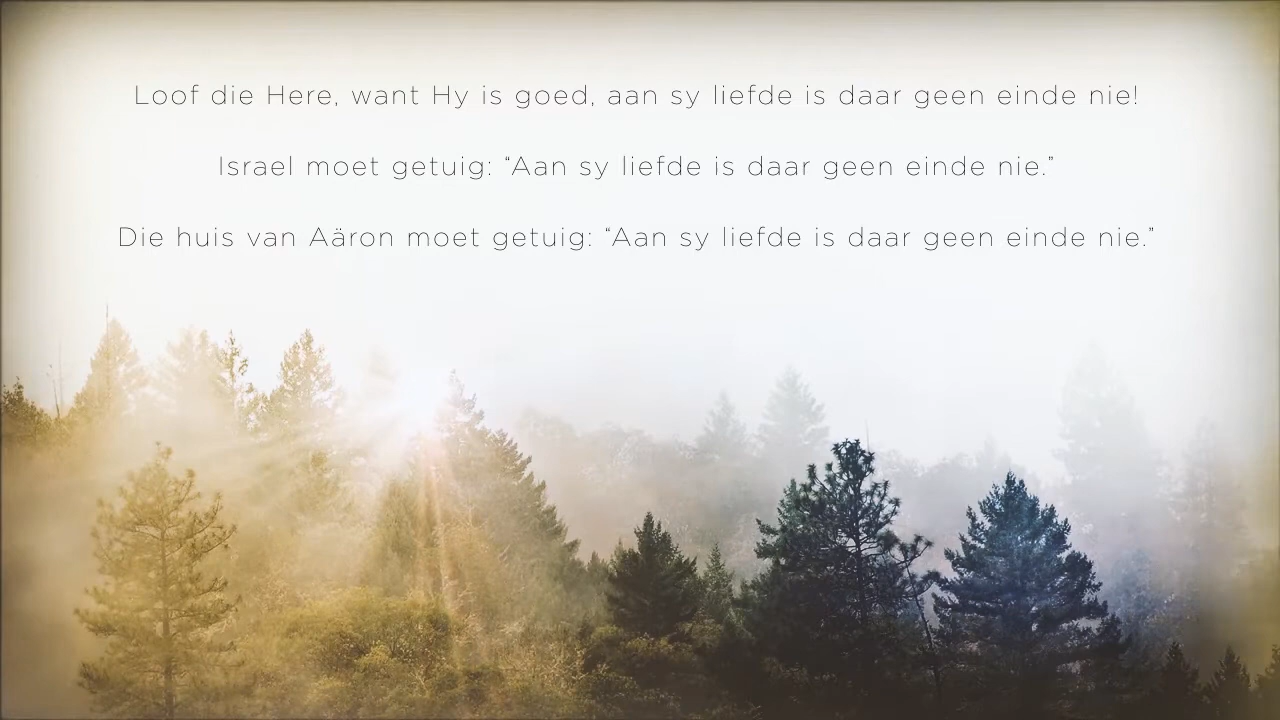 Loof die Here, want Hy is goed, aan sy liefde is daar geen einde nie!
Israel moet getuig: “Aan sy liefde is daar geen einde nie.”
Die huis van Aäron moet getuig: “Aan sy liefde is daar geen einde nie.”